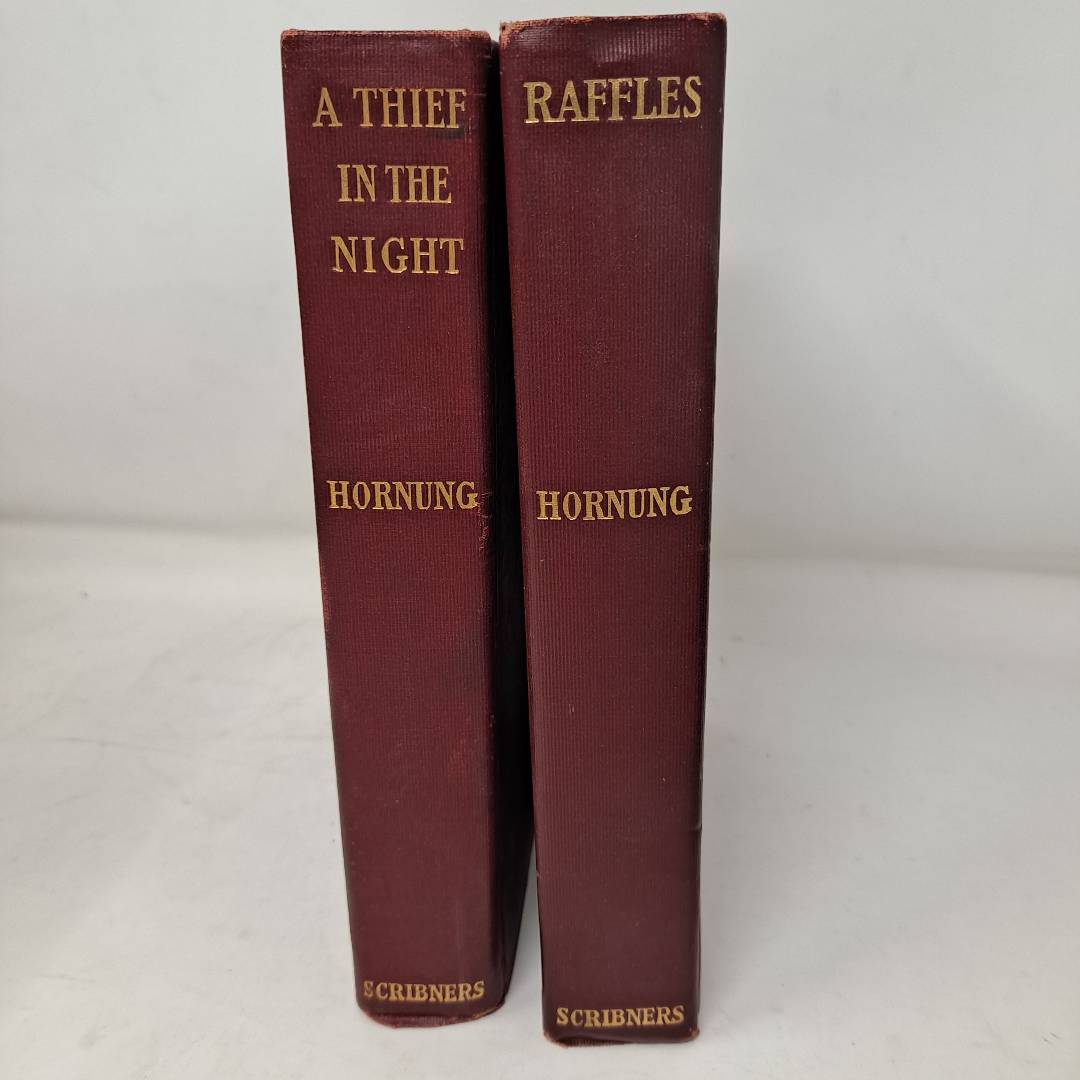 A THIEF
IN THE
NIGHT
HORNUNG
SCRIBNERS
RAFFLES
HORNUNG
SCRIBNERS